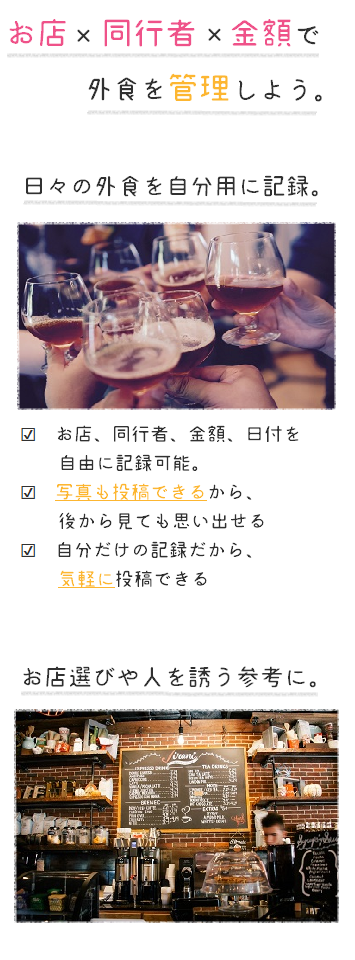 お店 × 同行者 × 金額で
外食を管理しよう。
日々の外食を自分用に記録。
お店、同行者、金額、日付を
自由に記録可能。
写真も投稿できるから、
後から見ても思い出せる
自分だけの記録だから、
気軽に投稿できる
お店選びや人を誘う参考に。
ESPRESSO DRINKS
TEA DRINKS